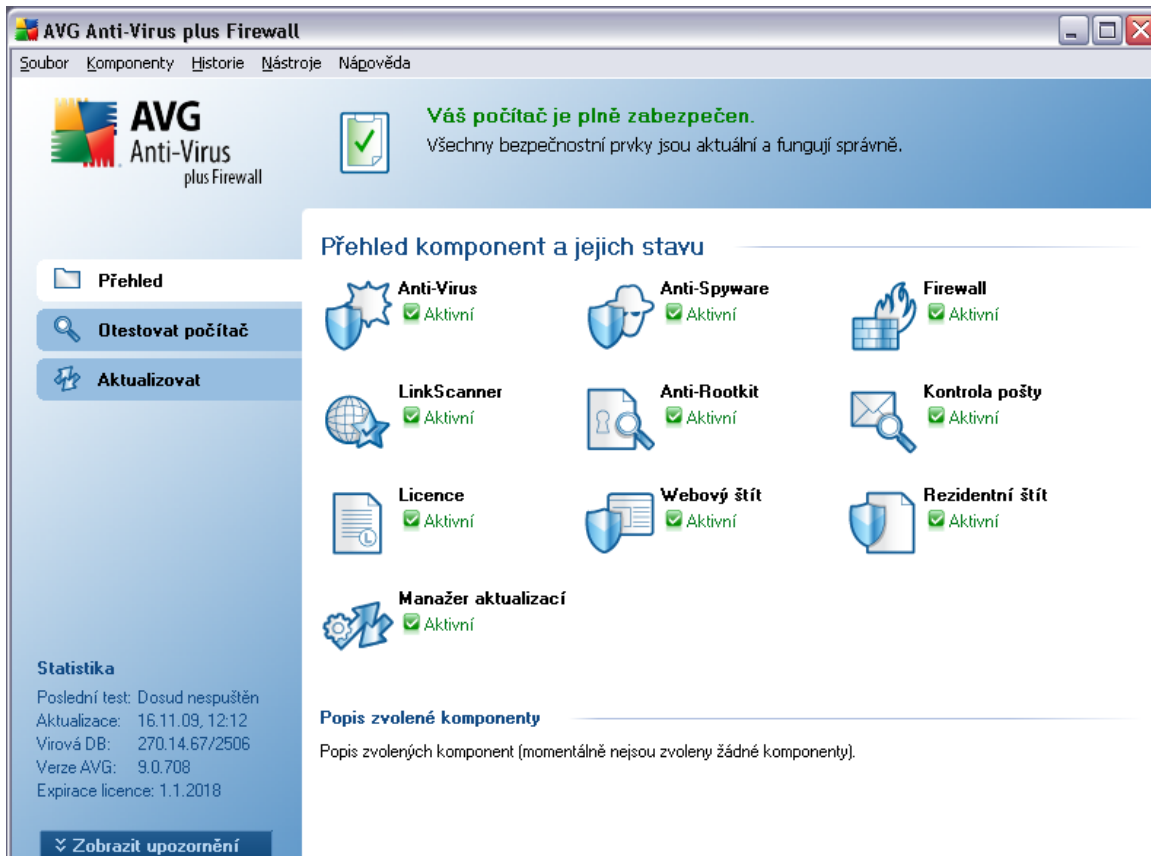 AVG Anti-Virus plus Firewall
Soubor Komponenty Historie Nástroje Nápověda
AVG
Anti-Virus
plus Firewall
Váš počítač je plně zabezpečen.
Všechny bezpečnostní prvky jsou aktuální a fungují správně.
Přehled
Otestovat počítač
Aktualizovat
Přehled komponent a jejich stavu
Anti-Virus
Aktivní
Anti-Spyware
Aktivní
Firewall
Aktivní
LinkScanner
Aktivní
Anti-Rootkit
Aktivní
Kontrola pošty
Aktivní
Licence
Aktivní
Webový štít
Aktivní
Rezidentní štít
Aktivní
Manažer aktualizací
Aktivní
Statistika
Poslední test: Dosud nespuštěn
Aktualizace: 16.11.09, 12:12
Virová DB: 270.14.67/2506
Verze AVG: 9.0.708
Expirace licence: 1.1.2018
Zobrazit upozornění
Popis zvolené komponenty
Popis zvolených komponent (momentálně nejsou zvoleny žádné komponenty).